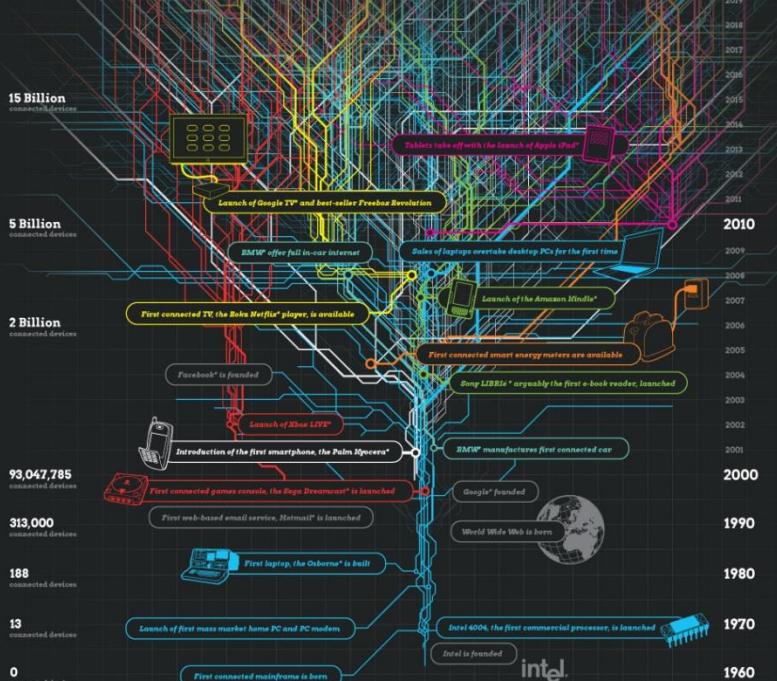 2019
2018
2017
2016
15 Billion
connected devices
2015
2014
Tablets take off with the launch of Apple iPad*
2013
2012
Launch of Google TV* and best-seller Freebox Revolution
2011
5 Billion
connected devices
2010
BMW* offer full in-car internet
Sales of laptops overtake desktop PCs for the first time
2009
2008
Launch of the Amazon Kindle*
2007
First connected TV, the Roku Netflix* player, is available
2 Billion
connected devices
2006
First connected smart energy meters are available
2005
Facebook* is founded
2004
Sony LIBRIe* arguably the first e-book reader, launched
2003
Launch of Xbox LIVE*
2002
Introduction of the first smartphone, the Palm Kyocera*
BMW* manufactures first connected car
2001
93,047,785
connected devices
2000
First connected games console, the Sega Dreamcast* is launched
Google* founded
First web-based email service, Hotmail* is launched
313,000
connected devices
World Wide Web is born
1990
First laptop, the Osborne* is built
188
connected devices
1980
13
connected devices
Launch of first mass market home PC and PC modem
Intel 4004, the first commercial processor, is launched
1970
Intel is founded
0
First connected mainframe is born
intel
1960